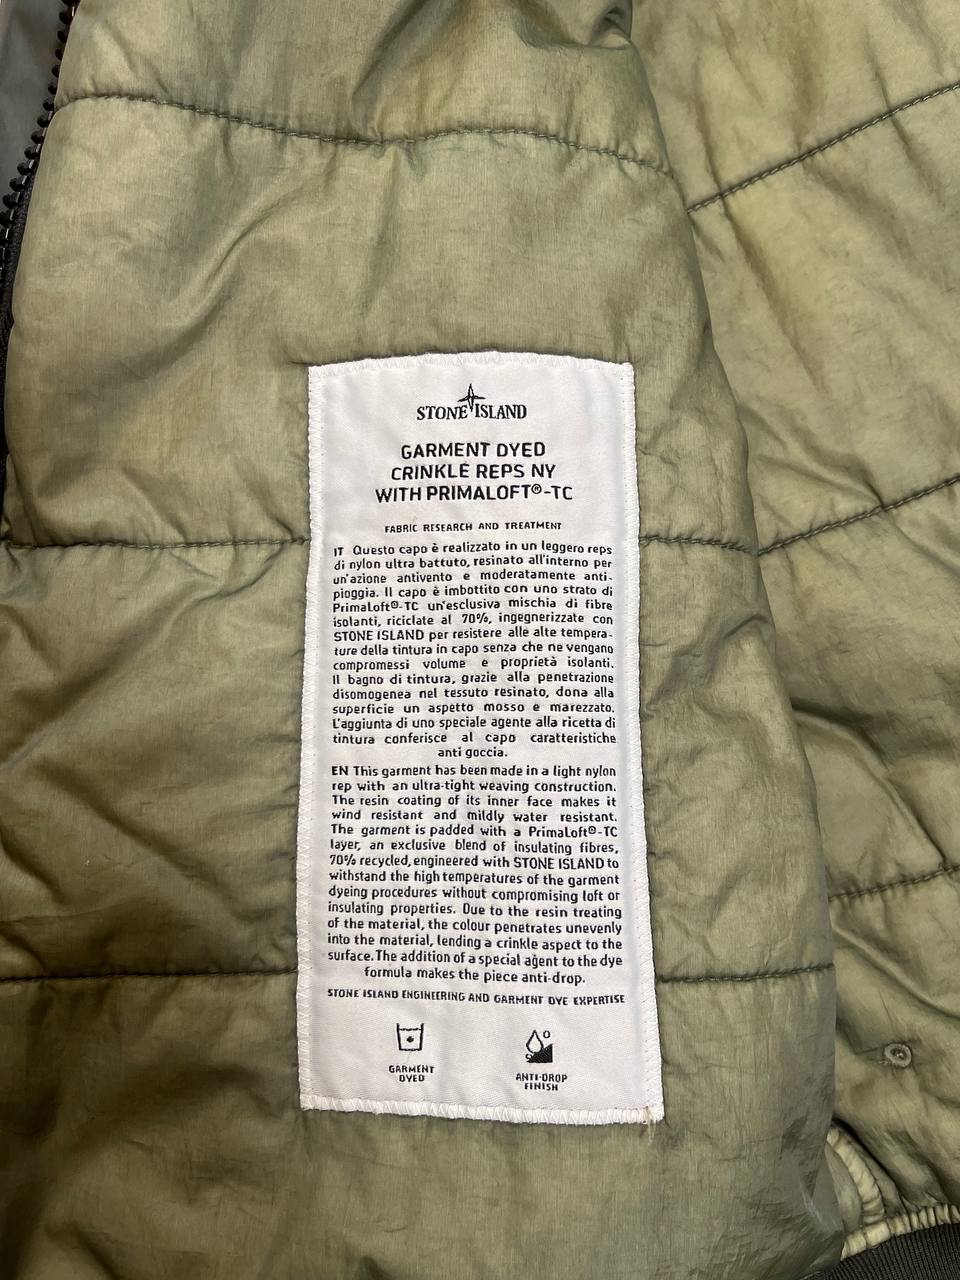 STONE ISLAND
GARMENT DYED
CRINKLE REPS NY
WITH PRIMALOFT®-TC
FABRIC RESEARCH AND TREATMENT
IT Questo capo è realizzato in un leggero reps
di nylon ultra battuto, resinato all'interno per
un'azione antivento e moderatamente anti-
pioggia. Il capo è imbottito con uno strato di
PrimaLoft®-TC un'esclusiva mischia di fibre
isolanti, riciclate al 70%, ingegnerizzate con
STONE ISLAND per resistere alle alte tempera-
ture della tintura in capo senza che ne vengano
compromessi volume e proprietà isolanti.
Il bagno di tintura, grazie alla penetrazione
disomogenea nel tessuto resinato, dona alla
superficie un aspetto mosso e marezzato.
L'aggiunta di uno speciale agente alla ricetta di
tintura conferisce al capo caratteristiche
anti goccia.
EN This garment has been made in a light nylon
rep with an ultra-tight weaving construction.
The resin coating of its inner face makes it
wind resistant and mildly water resistant.
The garment is padded with a PrimaLoft®-TC
layer, an exclusive blend of insulating fibres,
70% recycled, engineered with STONE ISLAND to
withstand the high temperatures of the garment
dyeing procedures without compromising loft or
insulating properties. Due to the resin treating
of the material, the colour penetrates unevenly
into the material, lending a crinkle aspect to the
surface. The addition of a special agent to the dye
formula makes the piece anti-drop.
STONE ISLAND ENGINEERING AND GARMENT DYE EXPERTISE
GARMENT
DYED
ANTI-DROP
FINISH